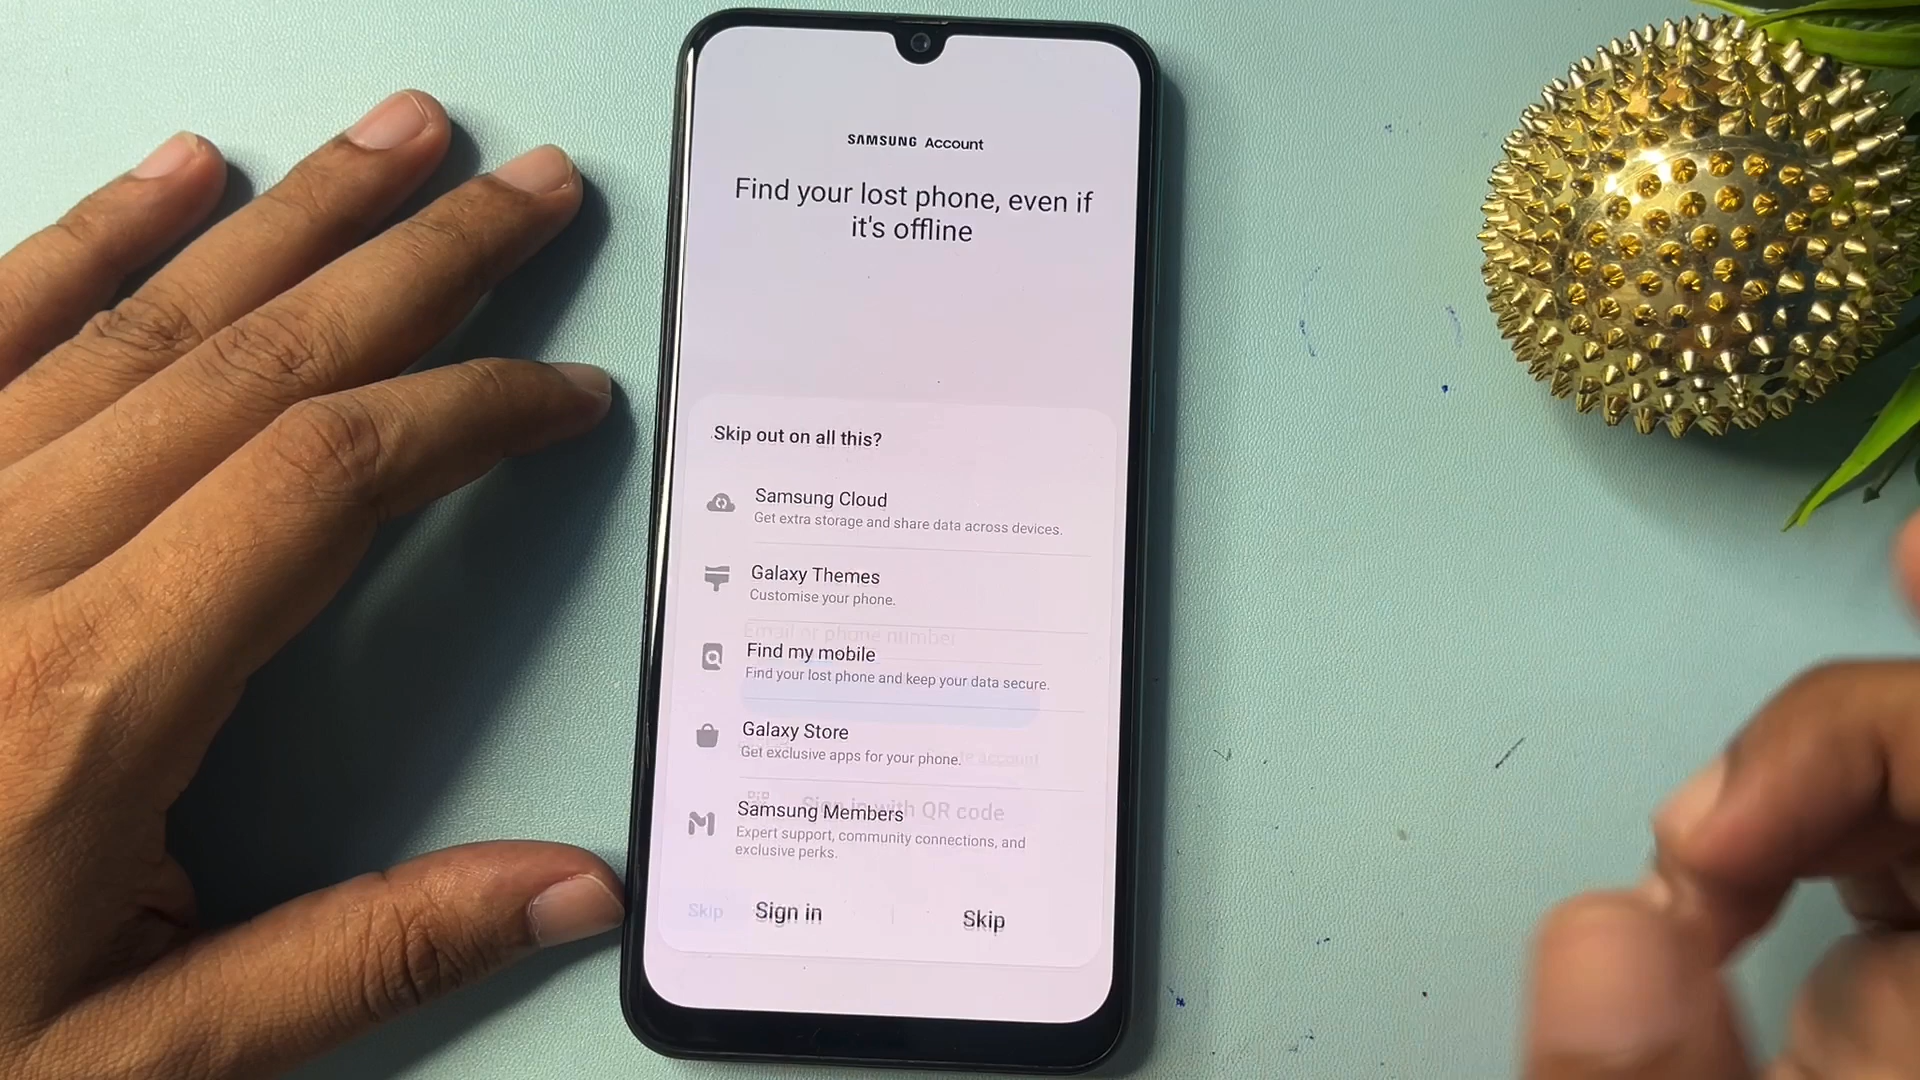 SAMSUNG Account
Find your lost phone, even if
it's offline
Skip out on all this?
Samsung Cloud
Get extra storage and share data across devices.
Galaxy Themes
Customise your phone.
Email or phone number
Find my mobile
Find your lost phone and keep your data secure.
Galaxy Store
Get exclusive apps for your phone.
account
Sign in with QR code
Samsung Members
Expert support, community connections, and
exclusive perks.
Skip
Sign in
Skip